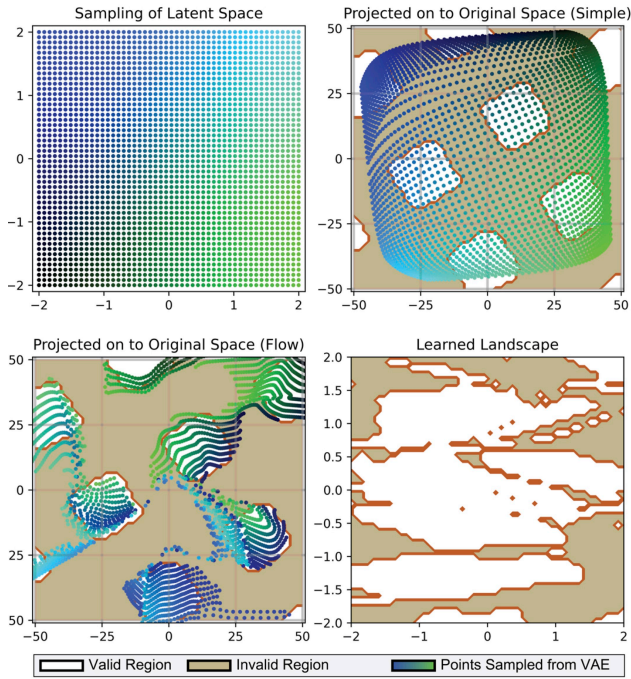 Sampling of Latent Space
Projected on to Original Space (Simple)
2
1
0
−1
−2
−2 −1 0 1 2
50
25
0
−25
−50
−50 −25 0 25 50
Projected on to Original Space (Flow)
Learned Landscape
50
25
0
25
50
−50 −25 0 25 50
2.0
1.5
1.0
0.5
0.0
−0.5
−1.0
−1.5
−2.0
−2 −1 0 1 2
Valid Region Invalid Region Points Sampled from VAE